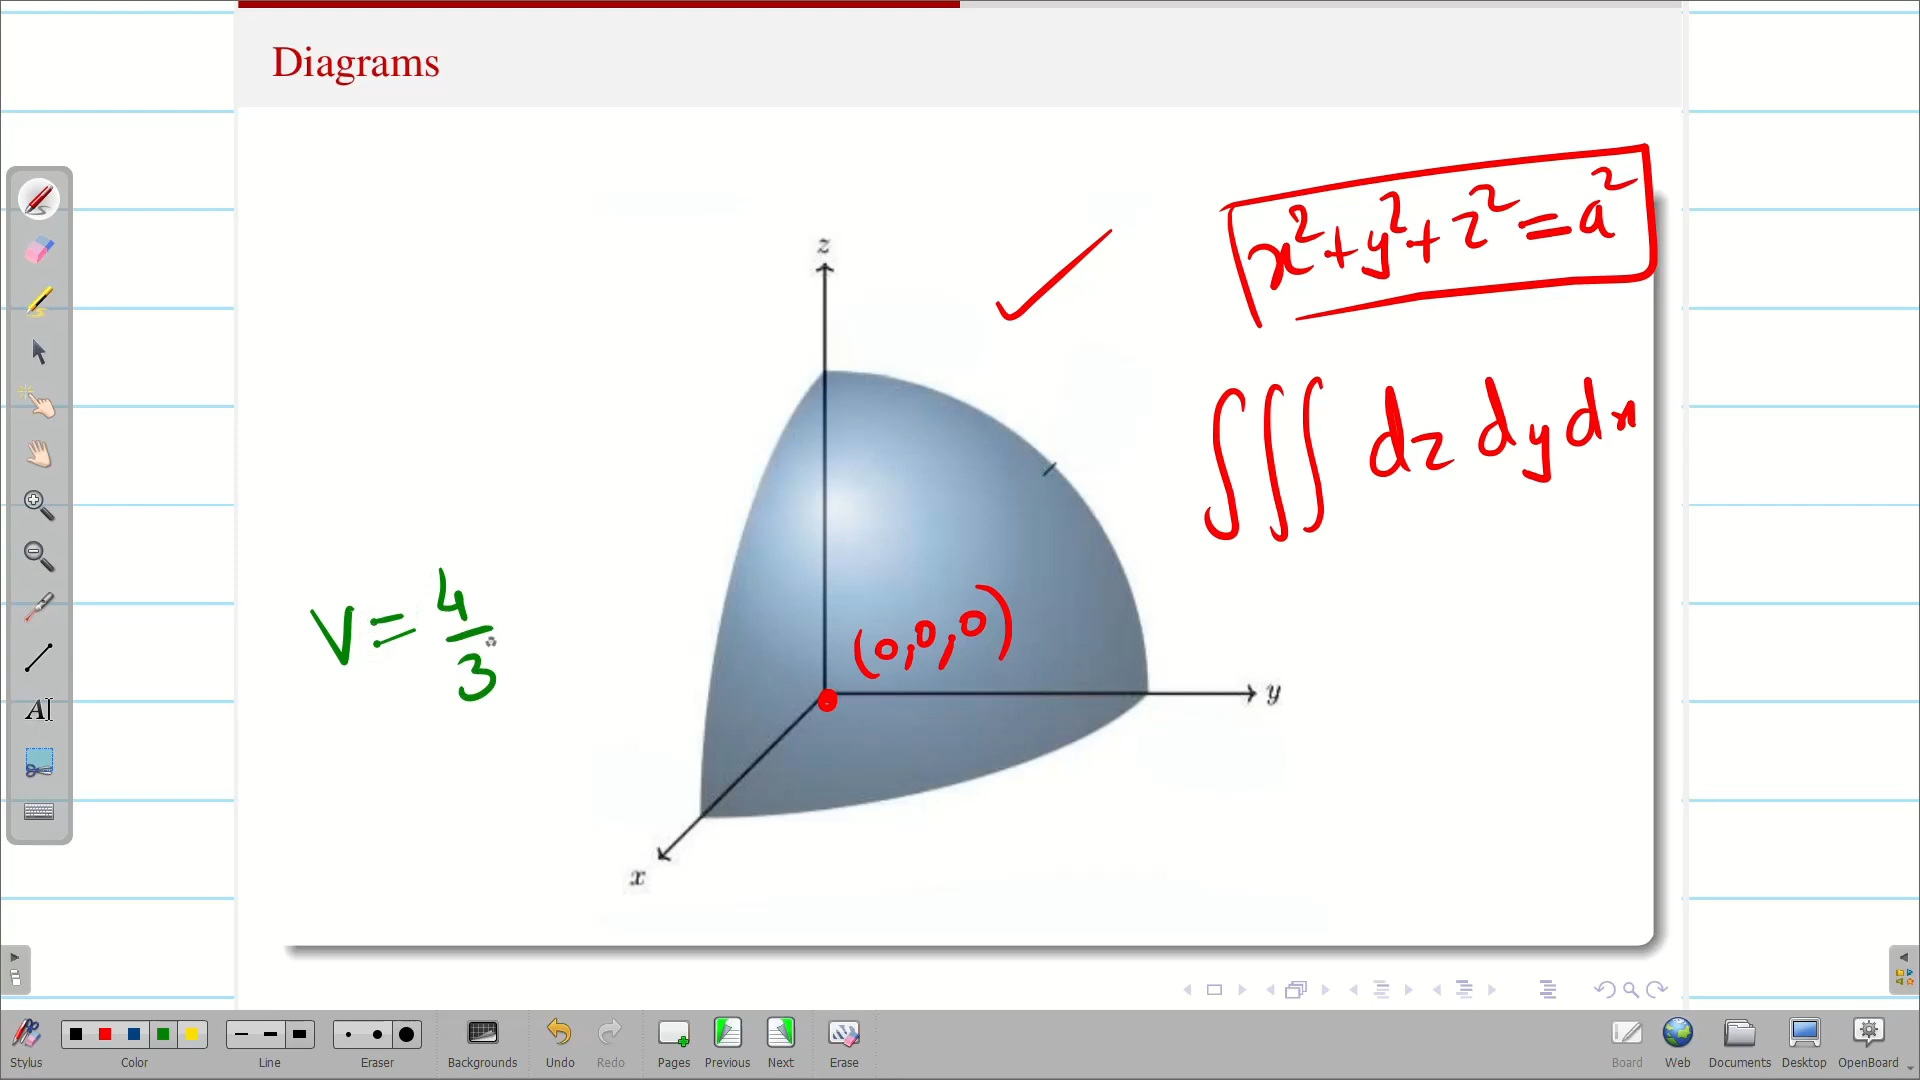 Diagrams
x²+y²+z²=a²
z
∫∫∫ dz dy dx
V = 4/3
(0,0,0)
y
x
A
Stylus
Color
Line
Eraser
Backgrounds
Undo
Redo
Pages
Previous
Next
Erase
Board
Web
Documents
Desktop
OpenBoard